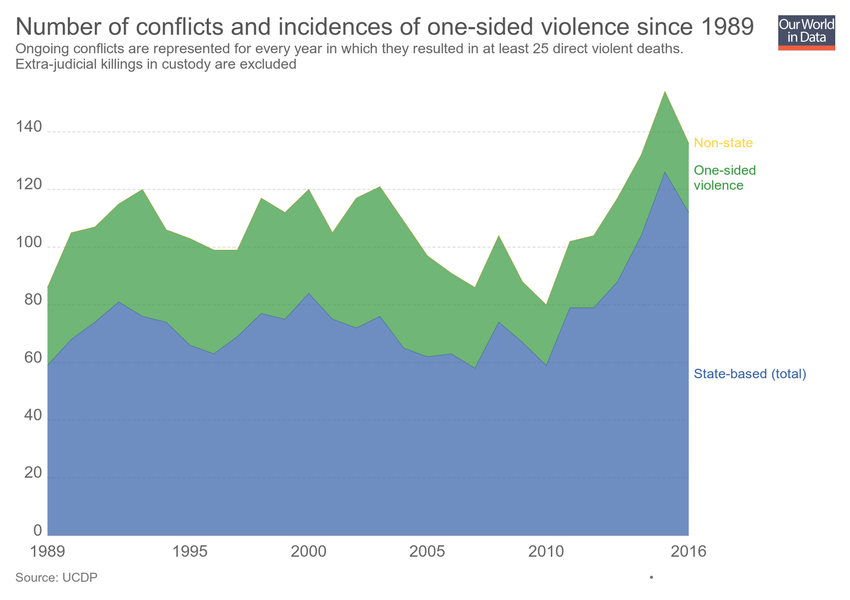 Number of conflicts and incidences of one-sided violence since 1989
Our World
in Data
Ongoing conflicts are represented for every year in which they resulted in at least 25 direct violent deaths.
Extra-judicial killings in custody are excluded
140
120
100
80
60
40
20
0
Non-state
One-sided
violence
State-based (total)
1989
1995
2000
2005
2010
2016
Source: UCDP